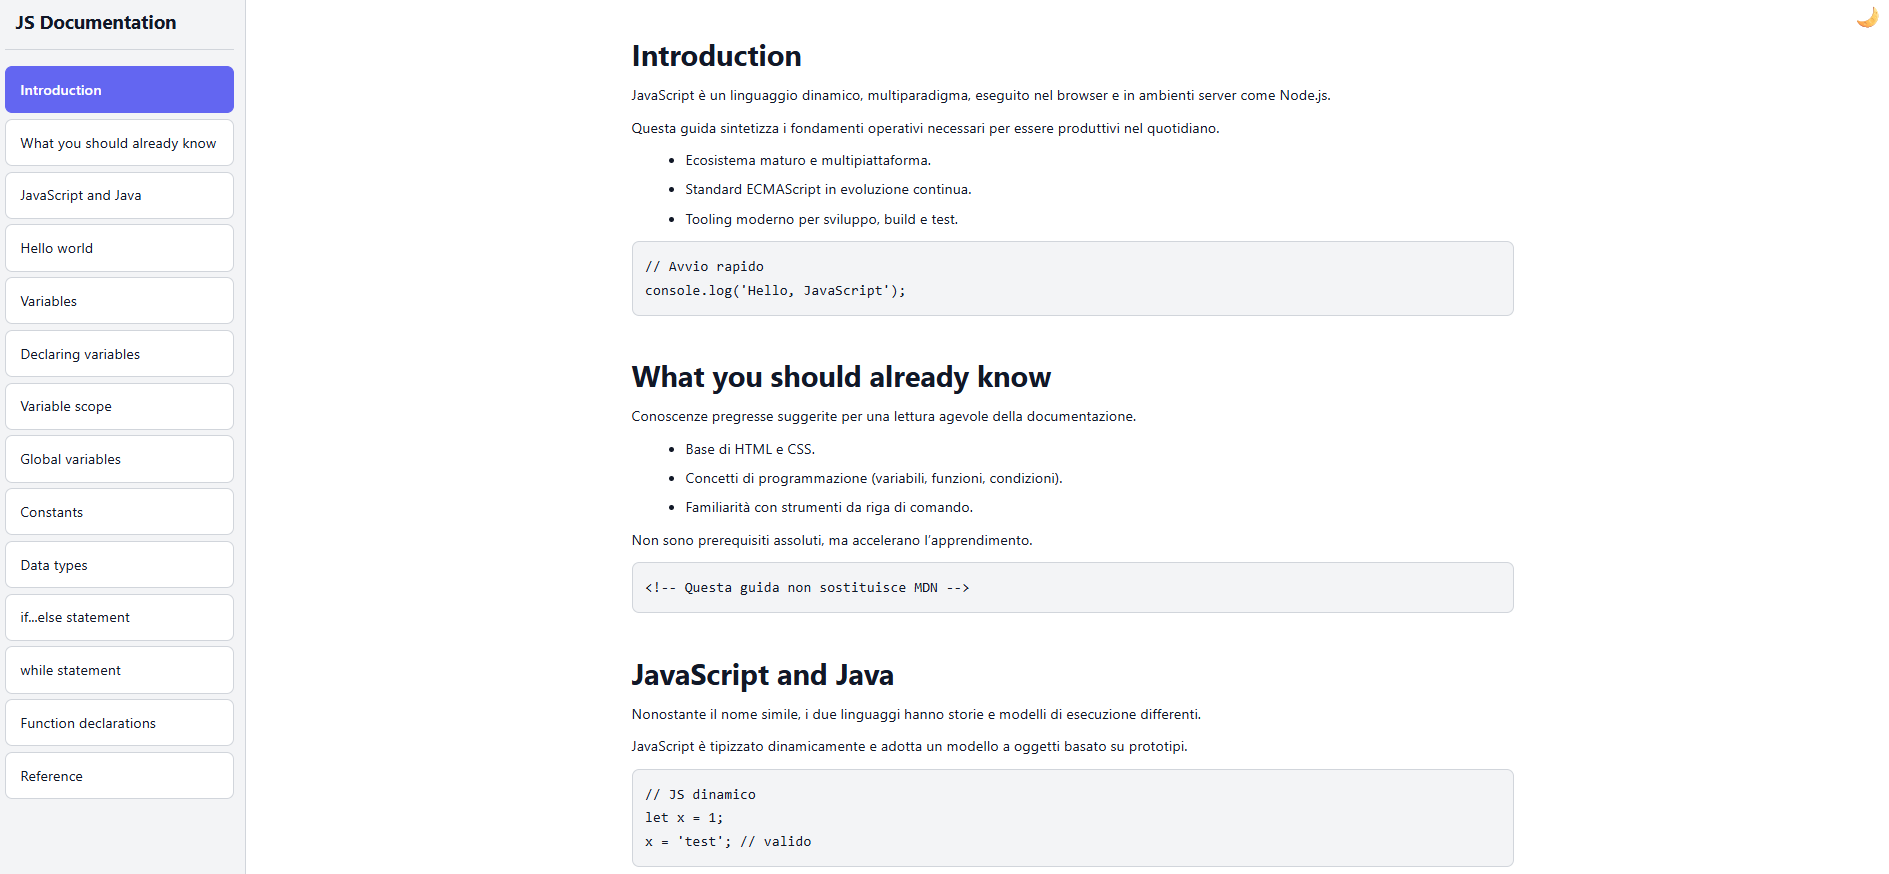 JS Documentation
Introduction
What you should already know
JavaScript and Java
Hello world
Variables
Declaring variables
Variable scope
Global variables
Constants
Data types
if...else statement
while statement
Function declarations
Reference
Introduction
JavaScript è un linguaggio dinamico, multiparadigma, eseguito nel browser e in ambienti server come Node.js.
Questa guida sintetizza i fondamenti operativi necessari per essere produttivi nel quotidiano.
• Ecosistema maturo e multipiattaforma.
• Standard ECMAScript in evoluzione continua.
• Tooling moderno per sviluppo, build e test.
// Avvio rapido
console.log('Hello, JavaScript');
What you should already know
Conoscenze pregresse suggerite per una lettura agevole della documentazione.
• Base di HTML e CSS.
• Concetti di programmazione (variabili, funzioni, condizioni).
• Familiarità con strumenti da riga di comando.
Non sono prerequisiti assoluti, ma accelerano l’apprendimento.
<!-- Questa guida non sostituisce MDN -->
JavaScript and Java
Nonostante il nome simile, i due linguaggi hanno storie e modelli di esecuzione differenti.
JavaScript è tipizzato dinamicamente e adotta un modello a oggetti basato su prototipi.
// JS dinamico
let x = 1;
x = 'test'; // valido